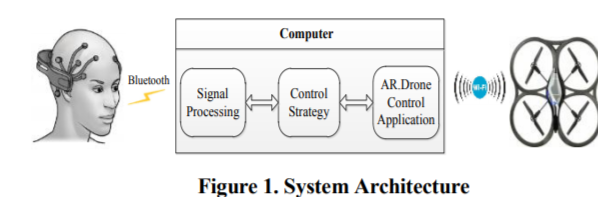 Computer
Bluetooth
Signal
Processing
Control
Strategy
AR.Drone
Control
Application
Wi-Fi
Figure 1. System Architecture